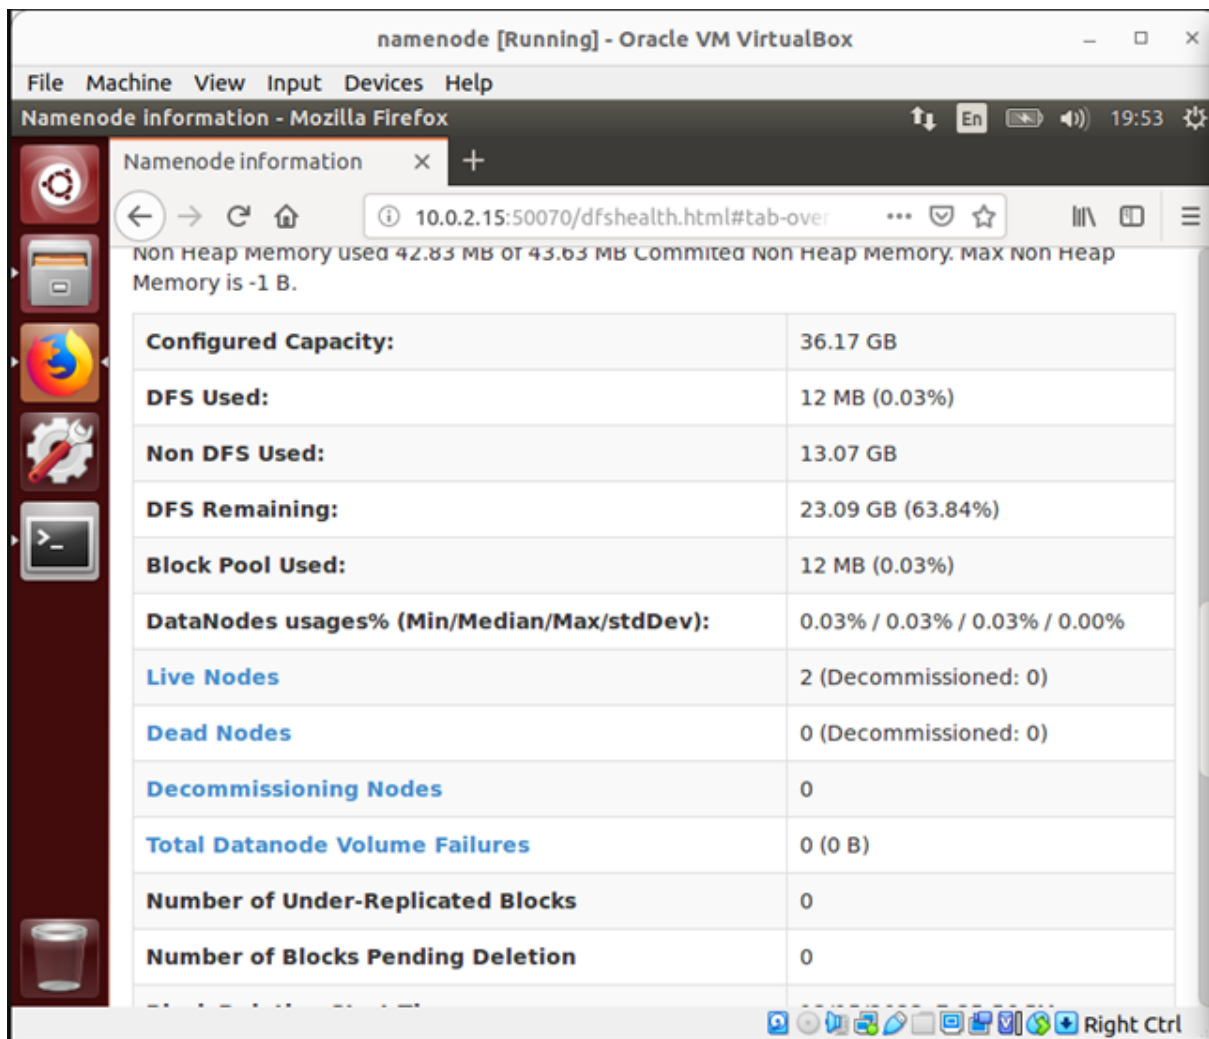 namenode [Running] - Oracle VM VirtualBox
File Machine View Input Devices Help
Namenode information - Mozilla Firefox
En
19:53
Namenode information
10.0.2.15:50070/dfshealth.html#tab-over
Non Heap Memory used 42.83 MB of 43.63 MB Commited Non Heap Memory. Max Non Heap
Memory is -1 B.
Configured Capacity: 36.17 GB
DFS Used: 12 MB (0.03%)
Non DFS Used: 13.07 GB
DFS Remaining: 23.09 GB (63.84%)
Block Pool Used: 12 MB (0.03%)
DataNodes usages% (Min/Median/Max/stdDev): 0.03% / 0.03% / 0.03% / 0.00%
Live Nodes 2 (Decommissioned: 0)
Dead Nodes 0 (Decommissioned: 0)
Decommissioning Nodes 0
Total Datanode Volume Failures 0 (0 B)
Number of Under-Replicated Blocks 0
Number of Blocks Pending Deletion 0
Right Ctrl